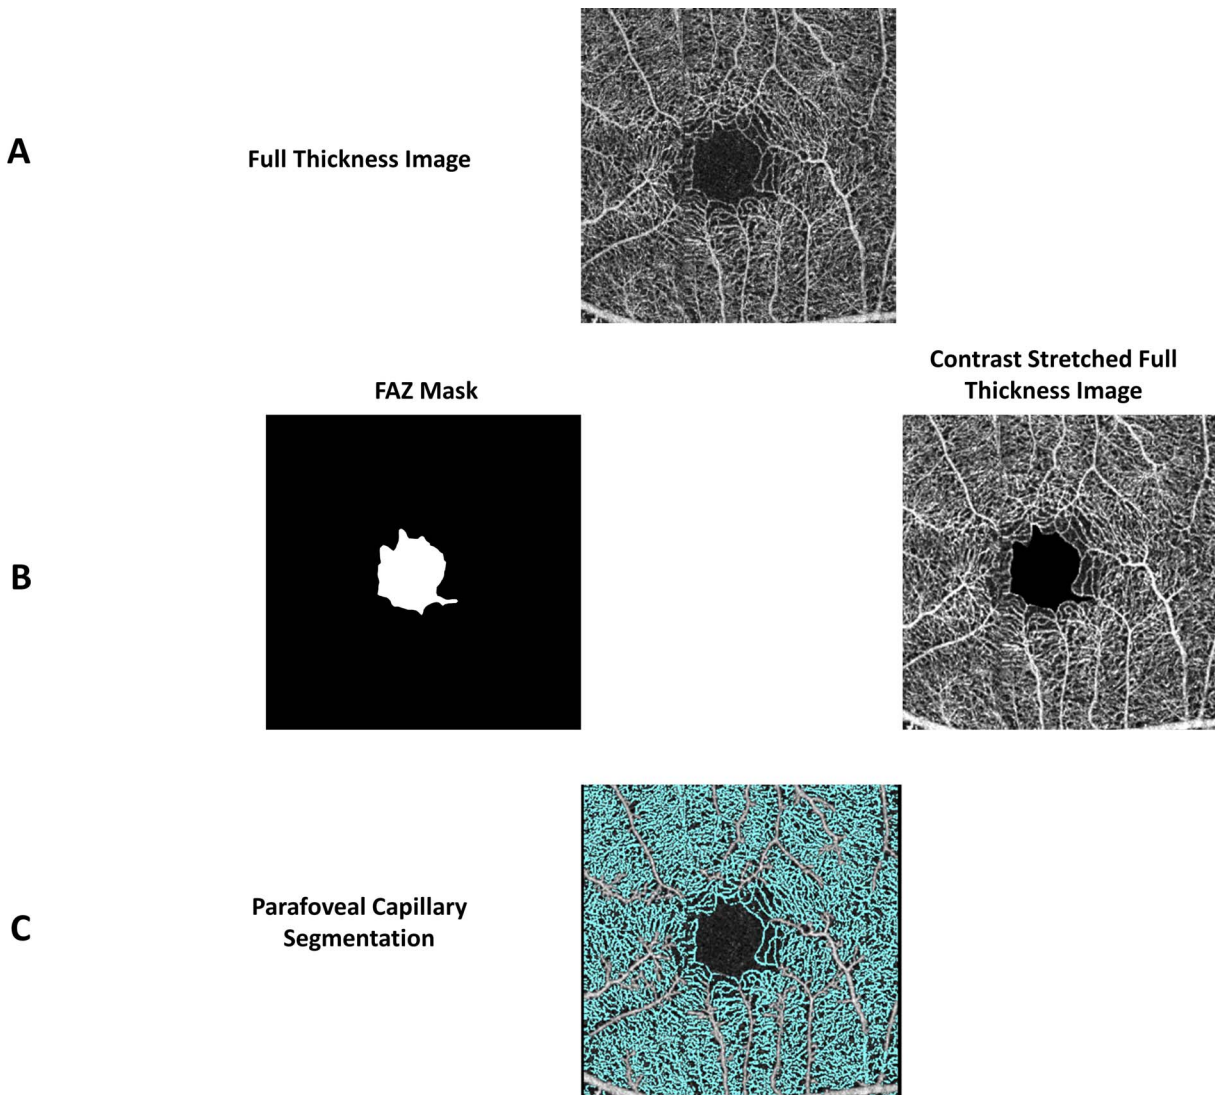 A
Full Thickness Image
Contrast Stretched Full
Thickness Image
FAZ Mask
B
Parafoveal Capillary
Segmentation
C